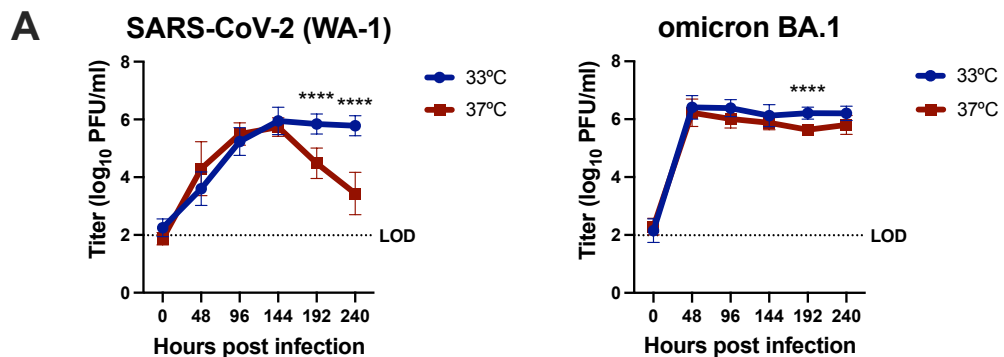 A
SARS-CoV-2 (WA-1)
Titer (log10 PFU/ml)
8
6
4
2
0
**** ****
33ºC
37ºC
LOD
0 48 96 144 192 240
Hours post infection
omicron BA.1
Titer (log10 PFU/ml)
8
6
4
2
0
****
33ºC
37ºC
LOD
0 48 96 144 192 240
Hours post infection